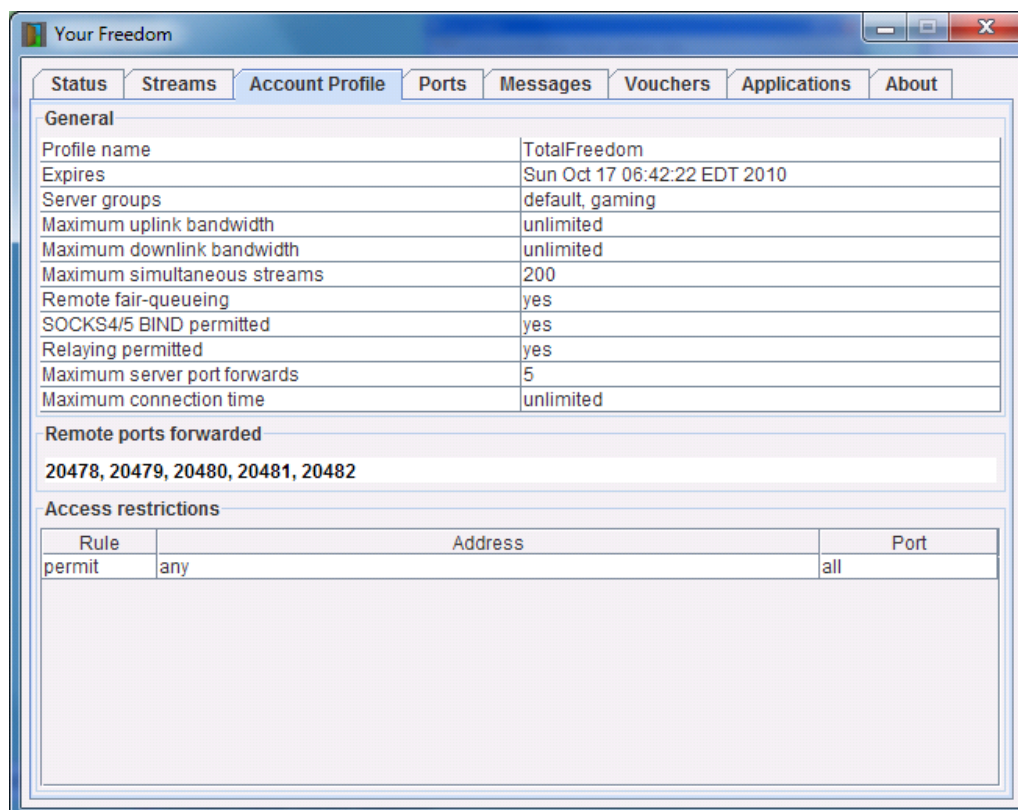 Your Freedom
Status Streams Account Profile Ports Messages Vouchers Applications About
General
Profile name TotalFreedom
Expires Sun Oct 17 06:42:22 EDT 2010
Server groups default, gaming
Maximum uplink bandwidth unlimited
Maximum downlink bandwidth unlimited
Maximum simultaneous streams 200
Remote fair-queueing yes
SOCKS4/5 BIND permitted yes
Relaying permitted yes
Maximum server port forwards 5
Maximum connection time unlimited
Remote ports forwarded
20478, 20479, 20480, 20481, 20482
Access restrictions
Rule Address Port
permit any all